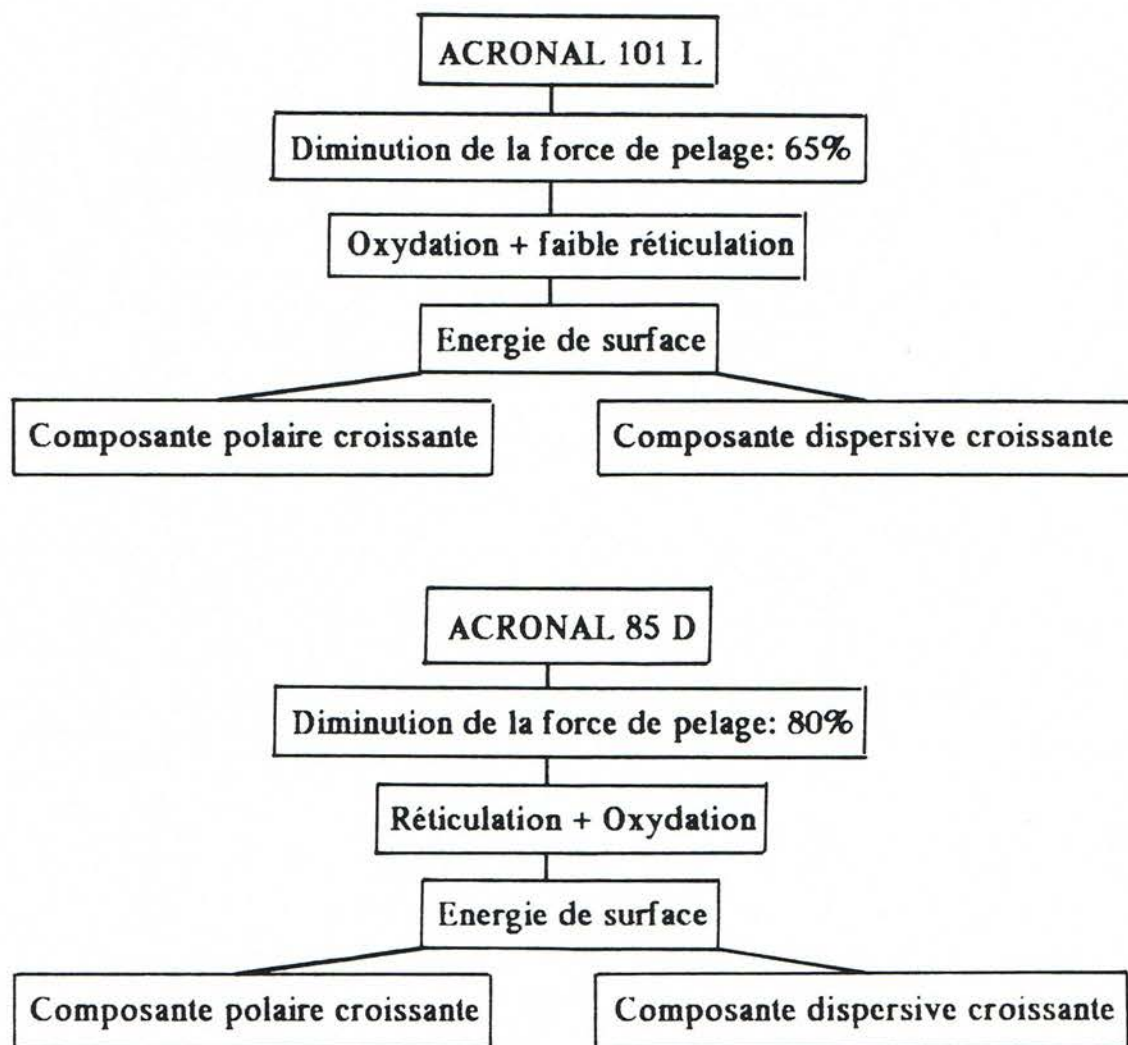 ACRONAL 101 L
Diminution de la force de pelage: 65%
Oxydation + faible réticulation
Energie de surface
Composante polaire croissante
Composante dispersive croissante
ACRONAL 85 D
Diminution de la force de pelage: 80%
Réticulation + Oxydation
Energie de surface
Composante polaire croissante
Composante dispersive croissante